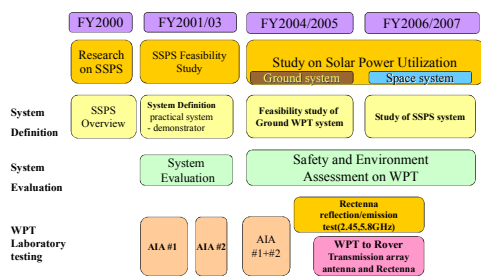 FY2000
FY2001/03
FY2004/2005
FY2006/2007
Research
on SSPS
SSPS Feasibility
Study
Study on Solar Power Utilization
Ground system
Space system
System
Definition
SSPS
Overview
System Definition
practical system
- demonstrator
Feasibility study of
Ground WPT system
Study of SSPS system
System
Evaluation
System
Evaluation
Safety and Environment
Assessment on WPT
WPT
Laboratory
testing
AIA #1
AIA #2
AIA
#1+#2
Rectenna
reflection/emission
test(2.45,5.8GHz)
WPT to Rover
Transmission array
antenna and Rectenna